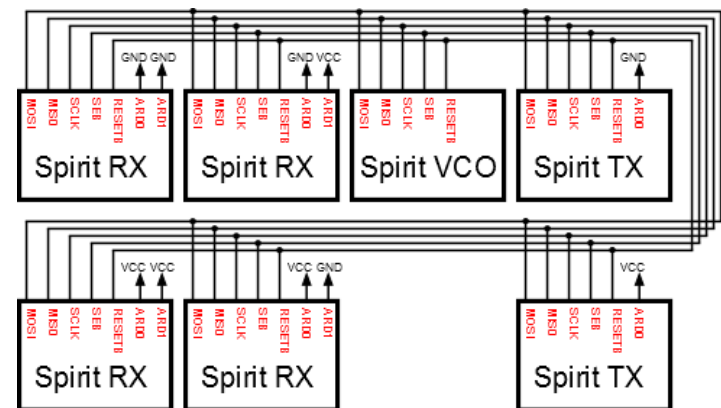 GND GND GND VCC GND
MOSI MISO SCLK SEB RESETB ARD0 ARD1 MOSI MISO SCLK SEB RESETB ARD0 ARD1 MOSI MISO SCLK SEB RESETB MOSI MISO SCLK SEB RESETB ARD0
Spirit RX Spirit RX Spirit VCO Spirit TX
VCC VCC VCC GND VCC
MOSI MISO SCLK SEB RESETB ARD0 ARD1 MOSI MISO SCLK SEB RESETB ARD0 ARD1 MOSI MISO SCLK SEB RESETB ARD0
Spirit RX Spirit RX Spirit TX